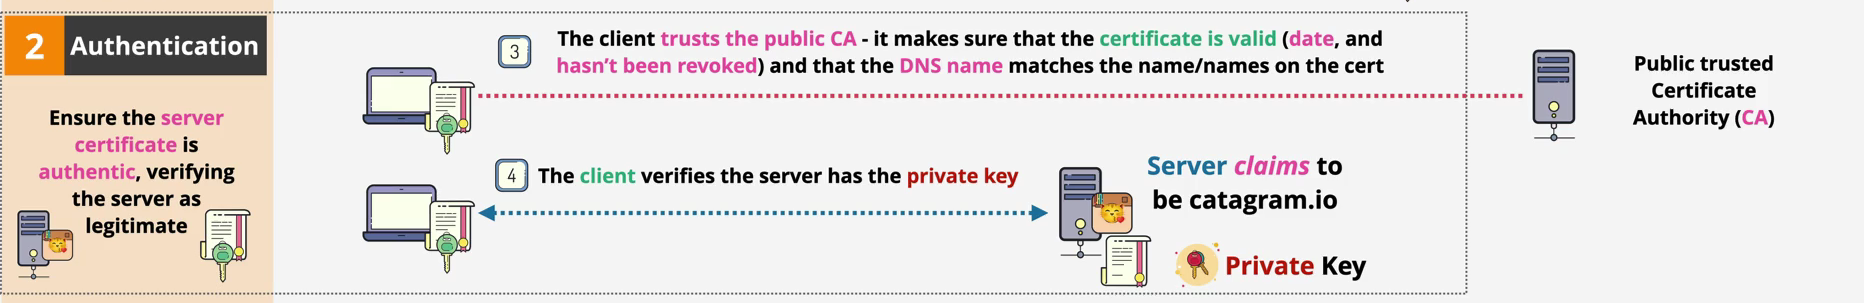 2 Authentication
Ensure the server
certificate is
authentic, verifying
the server as
legitimate
3
The client trusts the public CA - it makes sure that the certificate is valid (date, and
hasn't been revoked) and that the DNS name matches the name/names on the cert
Public trusted
Certificate
Authority (CA)
4
The client verifies the server has the private key
Server claims to
be catagram.io
Private Key